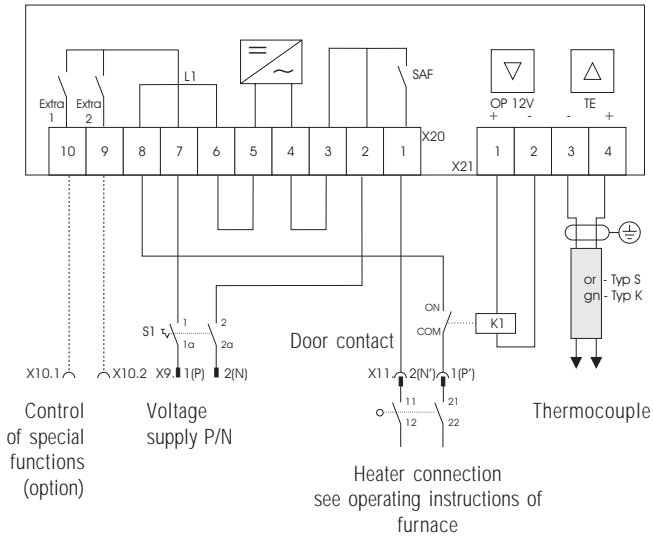 L1
SAF
Extra
1
Extra
2
OP 12V
TE
+ - - +
X20
10 9 8 7 6 5 4 3 2 1
X21
1 2 3 4
or - Typ S
gn - Typ K
ON
COM
K1
S1
1
2
1a
2a
Door contact
X10.1
X10.2
X9.
1(P)
2(N)
X11.
2(N')
1(P')
11
12
21
22
Control
of special
functions
(option)
Voltage
supply P/N
Thermocouple
Heater connection
see operating instructions of
furnace